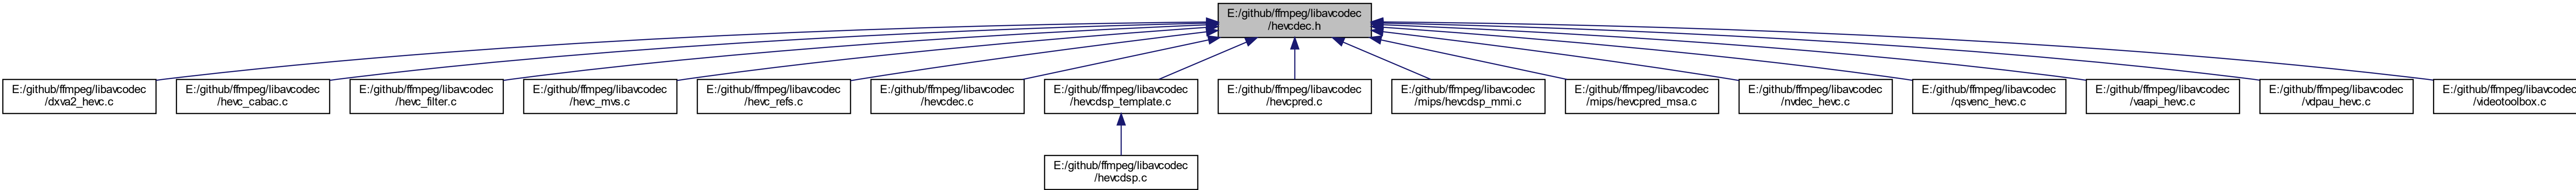 E:/github/ffmpeg/libavcodec
/hevcdec.h
E:/github/ffmpeg/libavcodec
/dxva2_hevc.c
E:/github/ffmpeg/libavcodec
/hevc_cabac.c
E:/github/ffmpeg/libavcodec
/hevc_filter.c
E:/github/ffmpeg/libavcodec
/hevc_mvs.c
E:/github/ffmpeg/libavcodec
/hevc_refs.c
E:/github/ffmpeg/libavcodec
/hevcdec.c
E:/github/ffmpeg/libavcodec
/hevcdsp_template.c
E:/github/ffmpeg/libavcodec
/hevcpred.c
E:/github/ffmpeg/libavcodec
/mips/hevcdsp_mmi.c
E:/github/ffmpeg/libavcodec
/mips/hevcpred_msa.c
E:/github/ffmpeg/libavcodec
/nvdec_hevc.c
E:/github/ffmpeg/libavcodec
/qsvenc_hevc.c
E:/github/ffmpeg/libavcodec
/vaapi_hevc.c
E:/github/ffmpeg/libavcodec
/vdpau_hevc.c
E:/github/ffmpeg/libavcodec
/videotoolbox.c
E:/github/ffmpeg/libavcodec
/hevcdsp.c